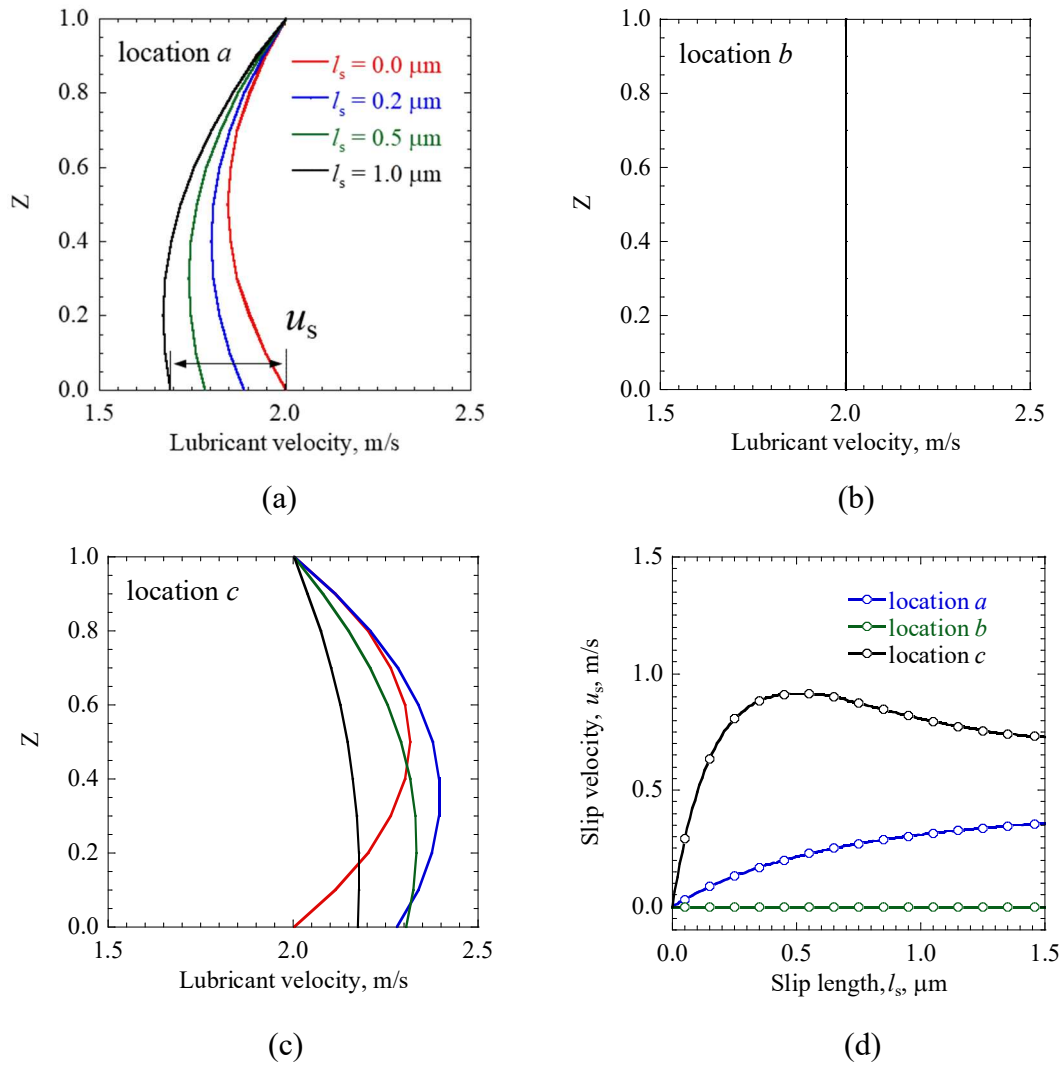 1.0
0.8
0.6
0.4
0.2
0.0
Z
location a
lₛ = 0.0 μm
lₛ = 0.2 μm
lₛ = 0.5 μm
lₛ = 1.0 μm
uₛ
1.5 2.0 2.5
Lubricant velocity, m/s
(a)
1.0
0.8
0.6
0.4
0.2
0.0
Z
location b
1.5 2.0 2.5
Lubricant velocity, m/s
(b)
1.0
0.8
0.6
0.4
0.2
0.0
Z
location c
1.5 2.0 2.5
Lubricant velocity, m/s
(c)
1.5
1.0
0.5
0.0
Slip velocity, uₛ, m/s
location a
location b
location c
0.0 0.5 1.0 1.5
Slip length, lₛ, μm
(d)